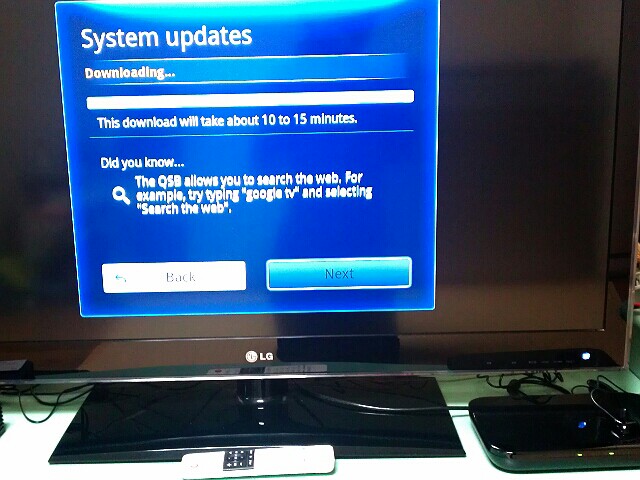 System updates
Downloading...
This download will take about 10 to 15 minutes.
Did you know...
The QSB allows you to search the web. For
example, try typing "google tv" and selecting
"Search the web".
Back
Next
LG